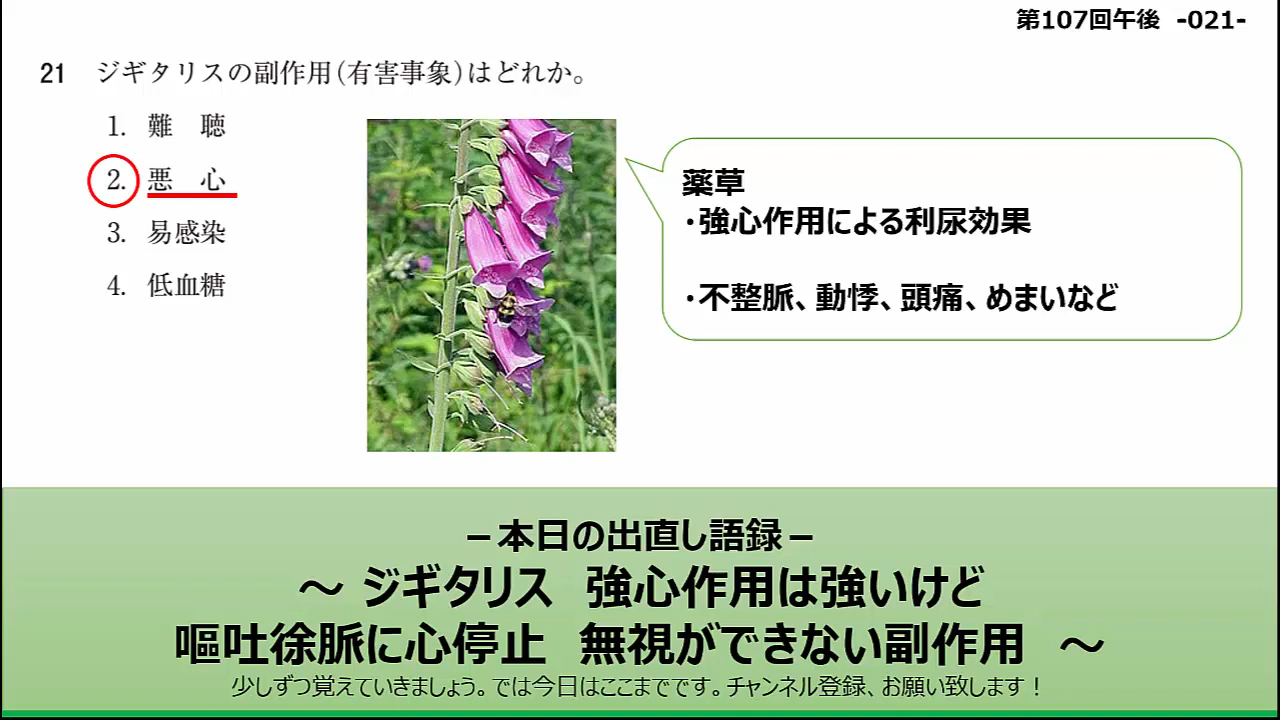 第107回午後 -021-
21 ジギタリスの副作用(有害事象)はどれか。
1. 難 聴
2. 悪 心
3. 易感染
4. 低血糖
薬草
・強心作用による利尿効果
・不整脈、動悸、頭痛、めまいなど
－本日の出直し語録－
～ ジギタリス 強心作用は強いけど
嘔吐徐脈に心停止 無視ができない副作用 ～
少しずつ覚えていきましょう。では今日はここまでです。チャンネル登録、お願い致します！